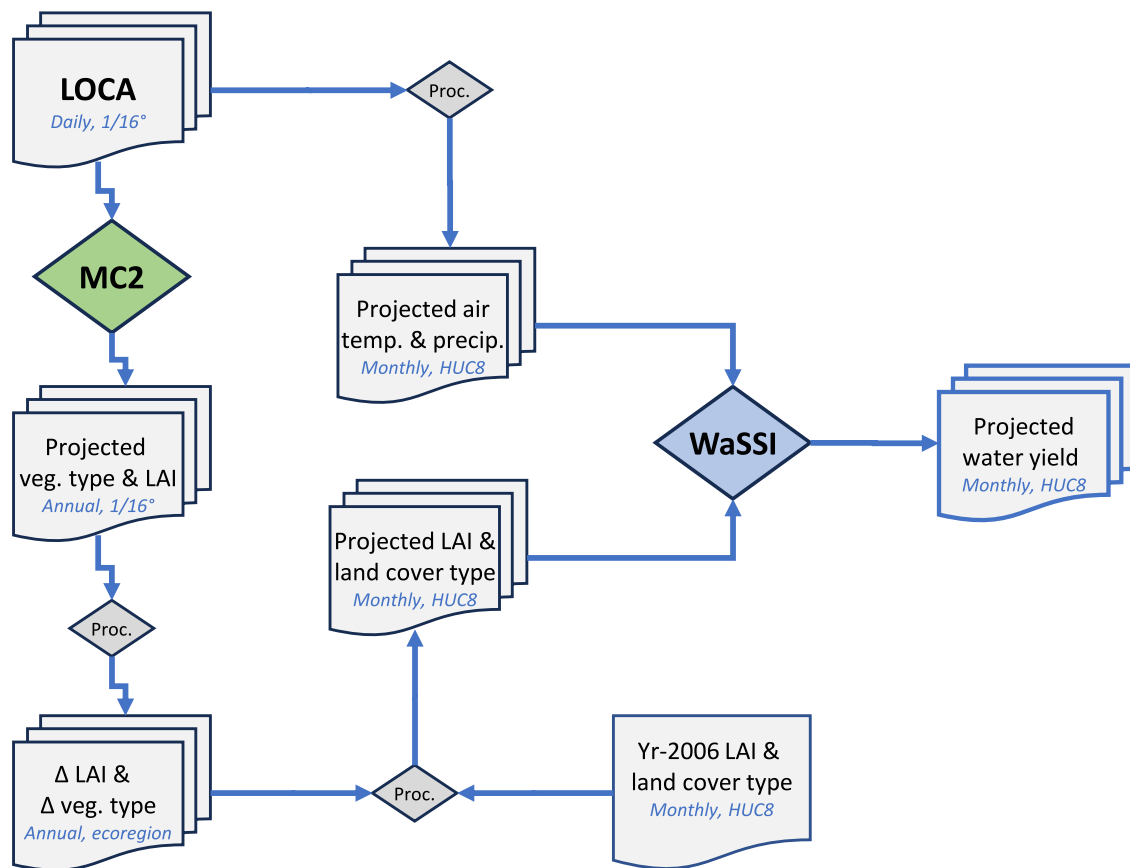 LOCA
Daily, 1/16°
Proc.
MC2
Projected air
temp. & precip.
Monthly, HUC8
Projected
veg. type & LAI
Annual, 1/16°
WaSSI
Projected
water yield
Monthly, HUC8
Projected LAI &
land cover type
Monthly, HUC8
Proc.
Δ LAI &
Δ veg. type
Annual, ecoregion
Proc.
Yr-2006 LAI &
land cover type
Monthly, HUC8